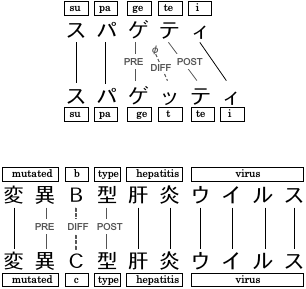 su pa ge te i
スパゲティ
φ
PRE DIFF POST
スパゲッティ
su pa ge t te i
mutated b type hepatitis virus
変異B型肝炎ウイルス
PRE DIFF POST
変異C型肝炎ウイルス
mutated c type hepatitis virus